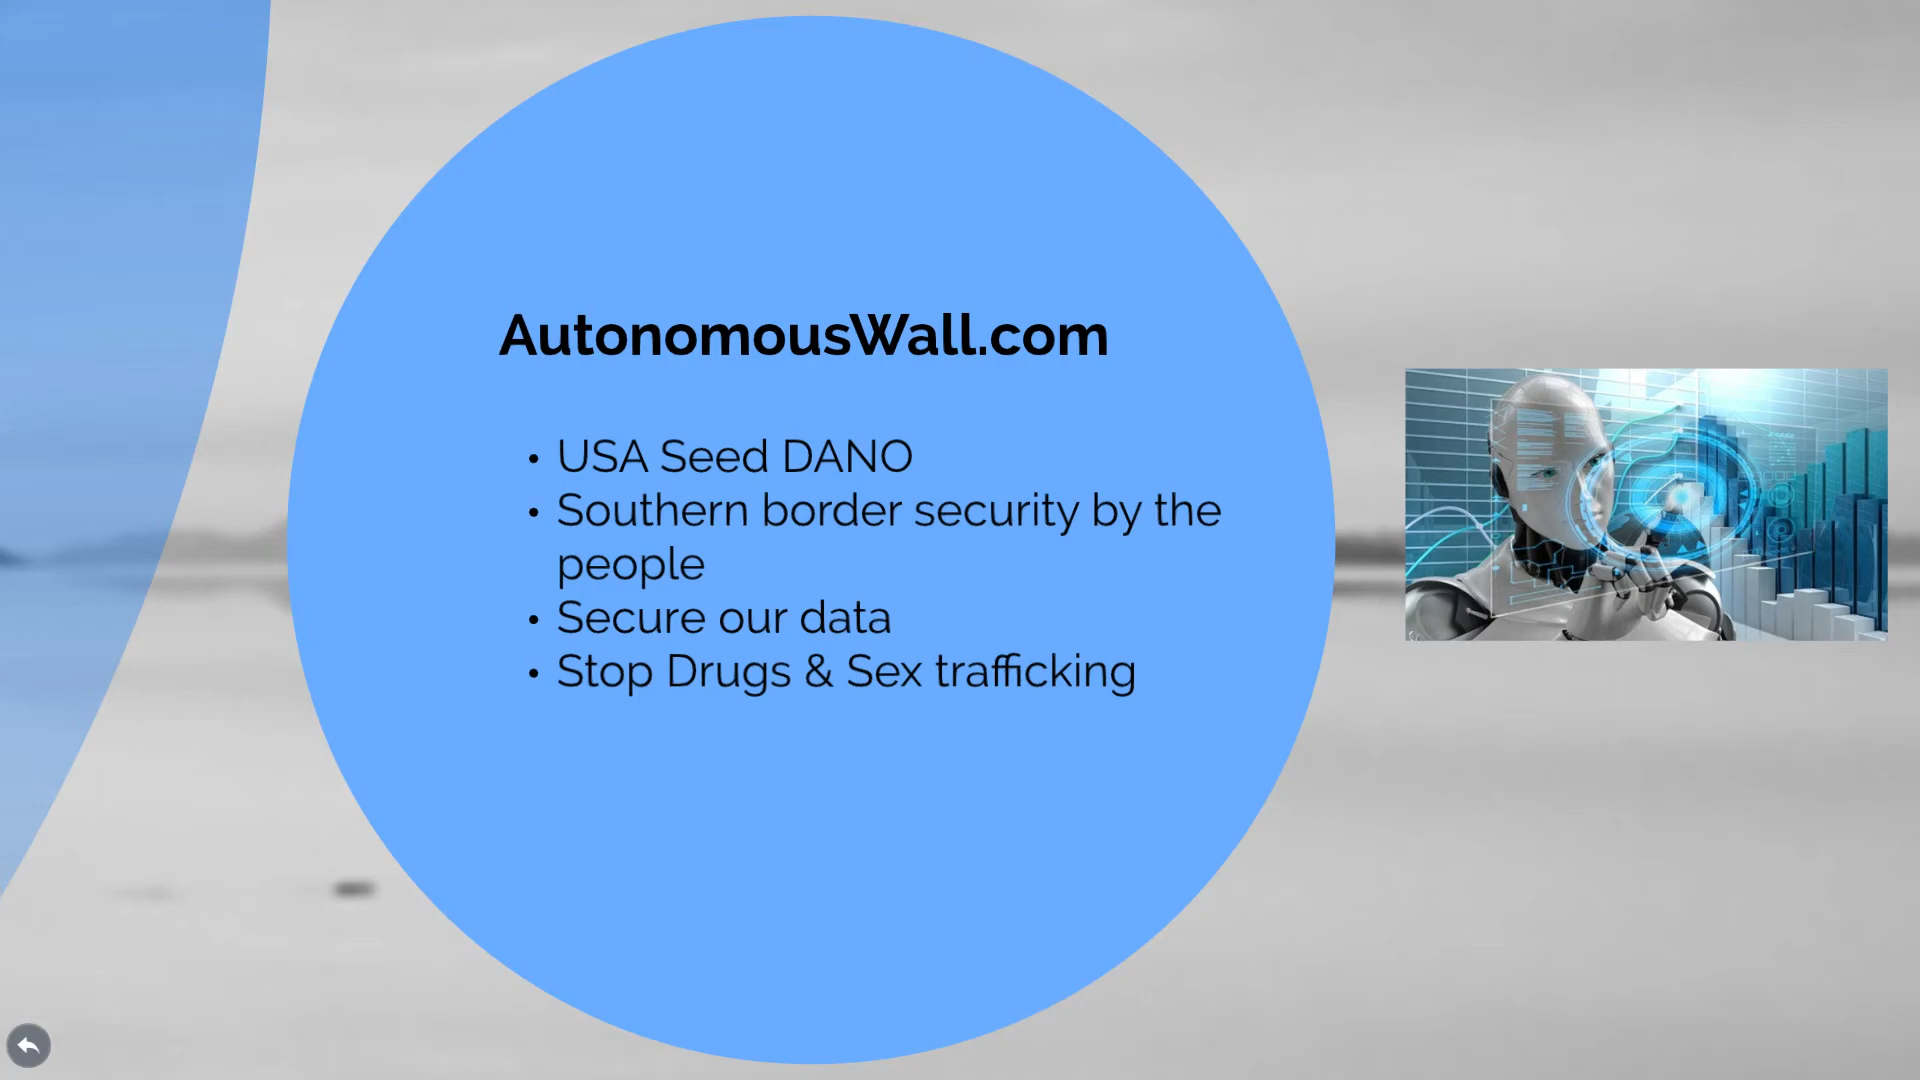 AutonomousWall.com
• USA Seed DANO
• Southern border security by the
people
• Secure our data
• Stop Drugs & Sex trafficking